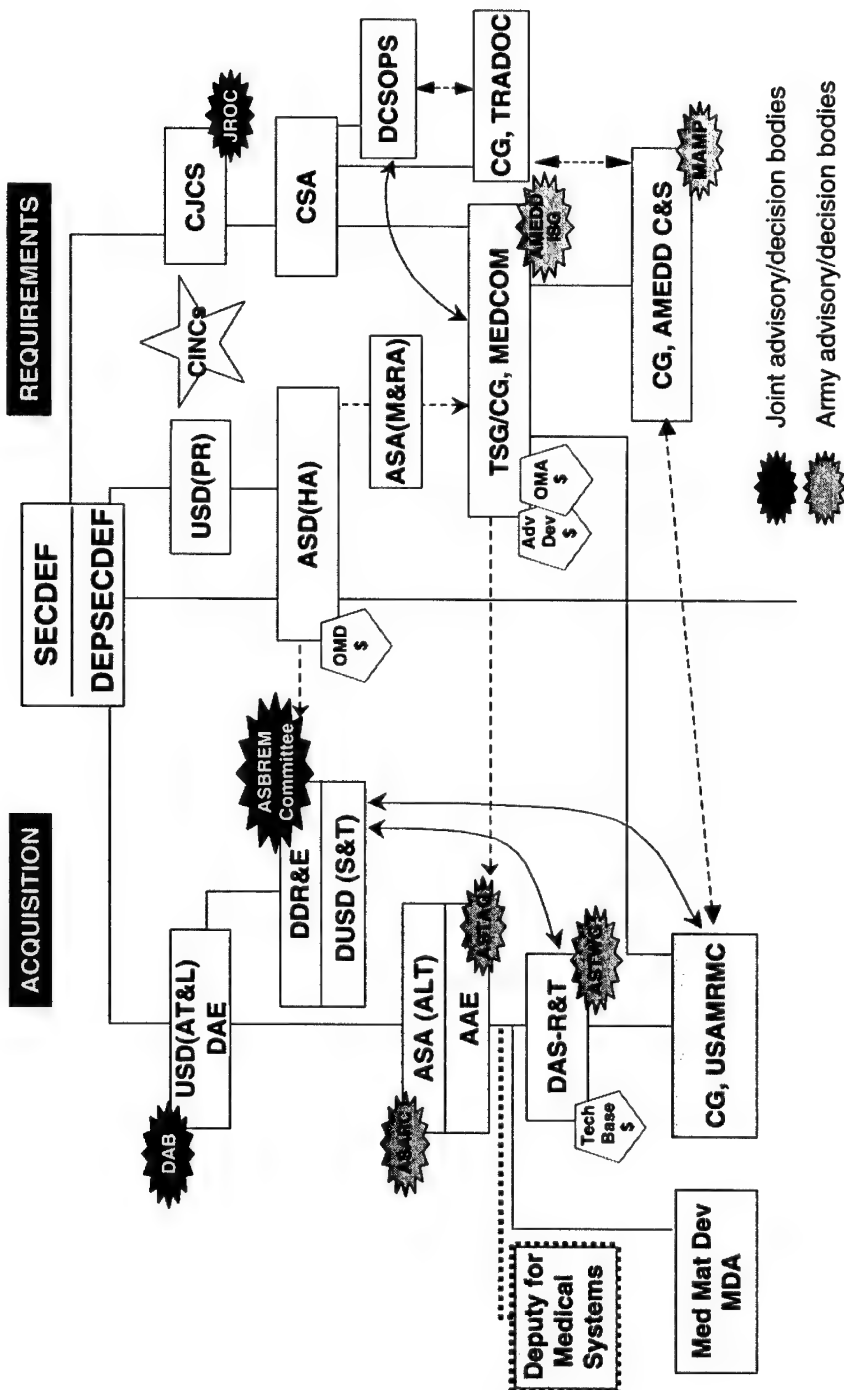 ACQUISITION
REQUIREMENTS
SECDEF
DEPSECDEF
DAB
USD(AT&L)
DAE
USD(PR)
CINCs
CJCS
JROC
ASBREM
Committee
DDR&E
DUSD (S&T)
ASD(HA)
OMD
$
CSA
DCSOPS
ASARC
ASA (ALT)
AAE
ASTAG
ASA(M&RA)
CG, TRADOC
DAS-R&T
ASTWG
Tech
Base
$
TSG/CG, MEDCOM
AMEDD
ISG
Adv
Dev
$
OMA
$
Deputy for
Medical
Systems
Med Mat Dev
MDA
CG, USAMRMC
CG, AMEDD C&S
MAMP
Joint advisory/decision bodies
Army advisory/decision bodies